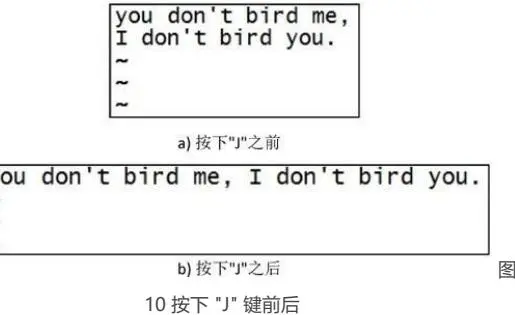 you don't bird me,
I don't bird you.
~
~
~
a) 按下"J"之前
ou don't bird me, I don't bird you.
b) 按下"J"之后
图
10 按下 "J" 键前后